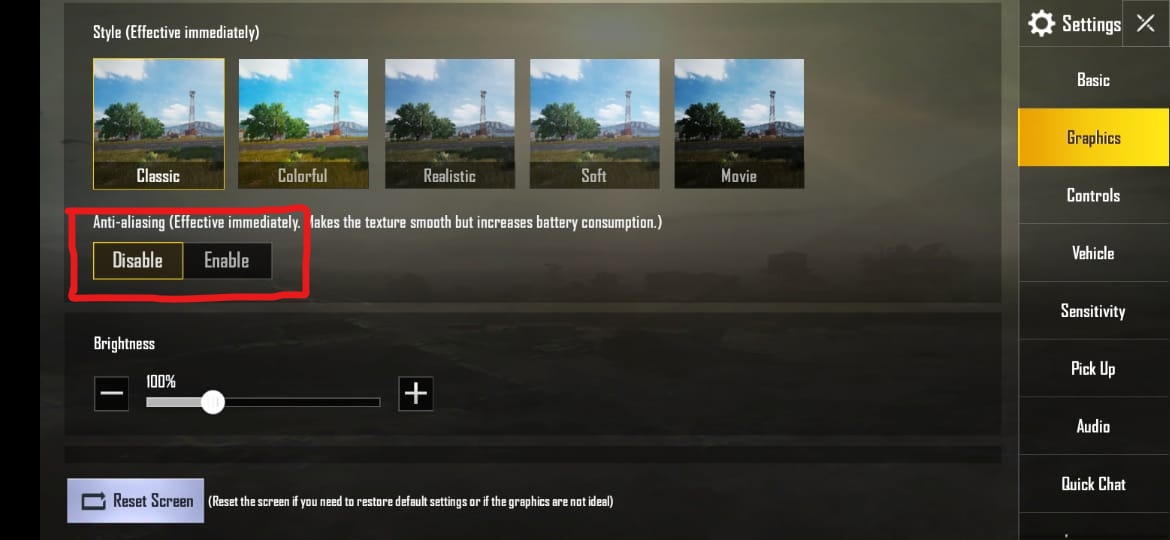 Style (Effective immediately)
Classic
Colorful
Realistic
Soft
Movie
Anti-aliasing (Effective immediately. Makes the texture smooth but increases battery consumption.)
Disable
Enable
Brightness
100%
Reset Screen
(Reset the screen if you need to restore default settings or if the graphics are not ideal)
Settings
Basic
Graphics
Controls
Vehicle
Sensitivity
Pick Up
Audio
Quick Chat